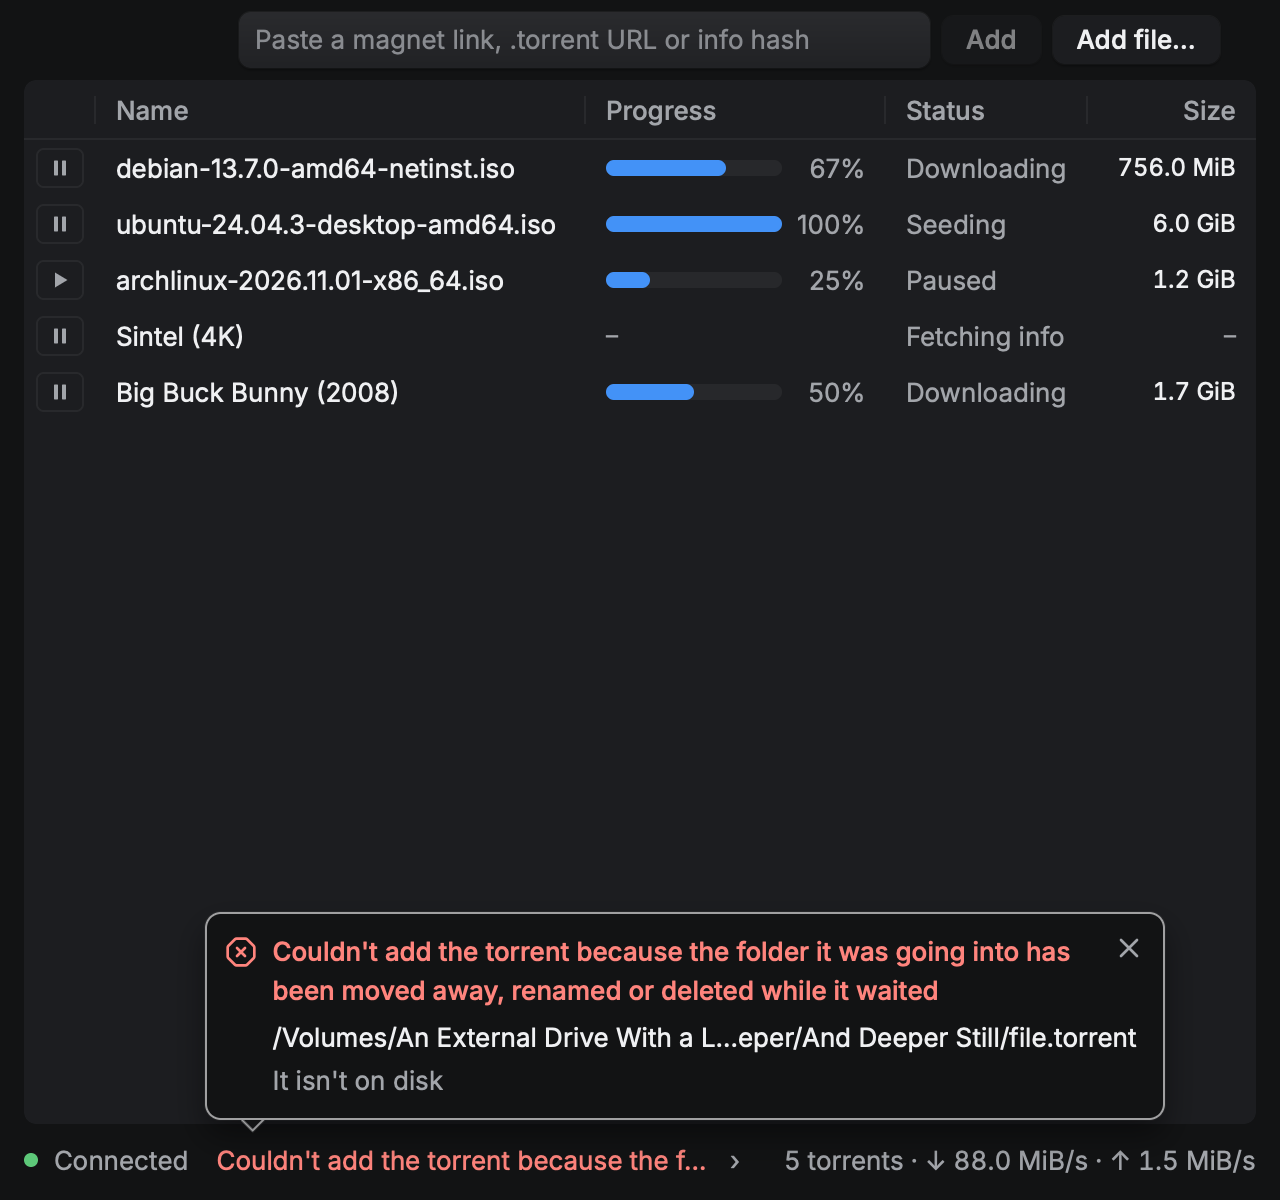 Paste a magnet link, .torrent URL or info hash Add Add file...
Name Progress Status Size
debian-13.7.0-amd64-netinst.iso 67% Downloading 756.0 MiB
ubuntu-24.04.3-desktop-amd64.iso 100% Seeding 6.0 GiB
archlinux-2026.11.01-x86_64.iso 25% Paused 1.2 GiB
Sintel (4K) – Fetching info –
Big Buck Bunny (2008) 50% Downloading 1.7 GiB
Couldn't add the torrent because the folder it was going into has
been moved away, renamed or deleted while it waited
/Volumes/An External Drive With a L...eper/And Deeper Still/file.torrent
It isn't on disk
Connected Couldn't add the torrent because the f... › 5 torrents · ↓ 88.0 MiB/s · ↑ 1.5 MiB/s